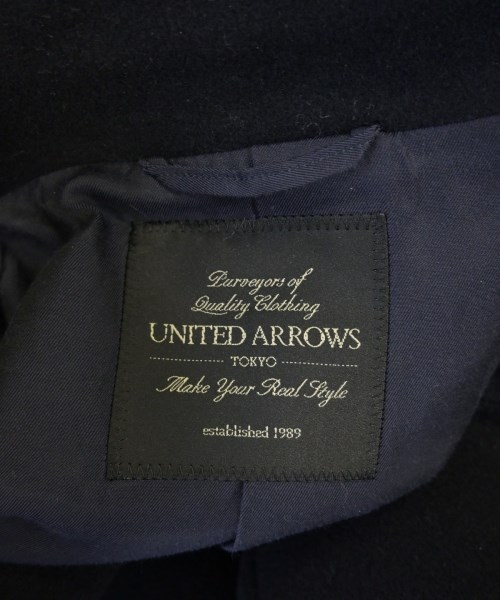 Purveyors of
Quality Clothing
UNITED ARROWS
TOKYO
Make Your Real Style
established 1989